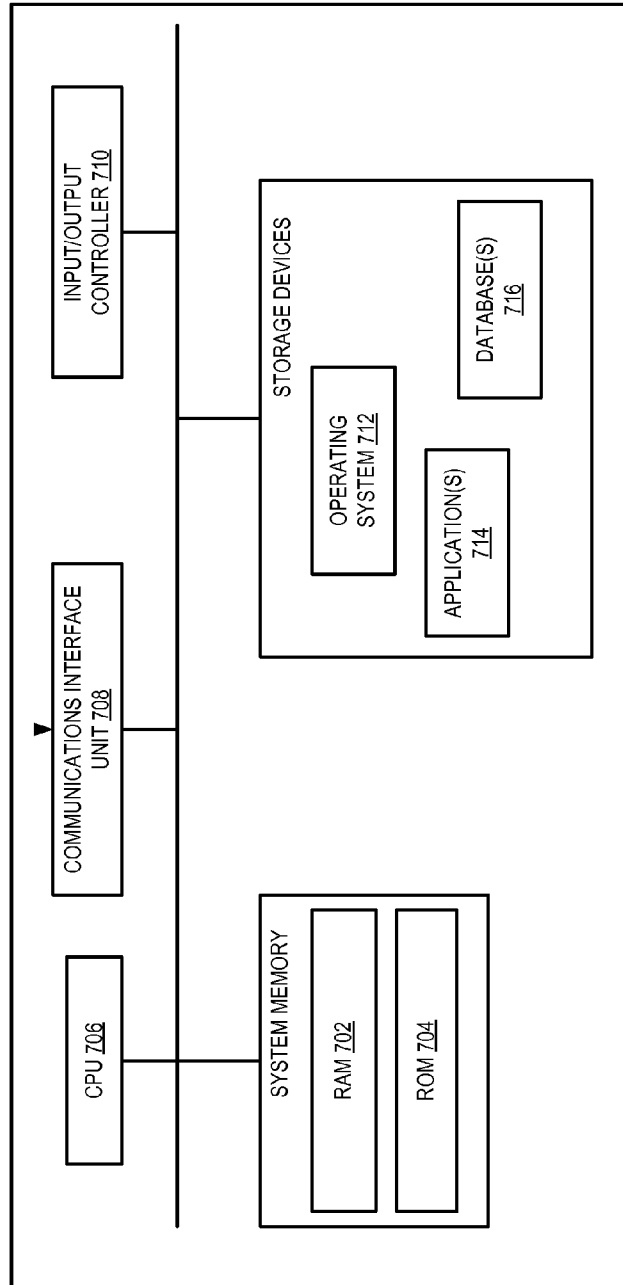 CPU 706
COMMUNICATIONS INTERFACE
UNIT 708
INPUT/OUTPUT
CONTROLLER 710
SYSTEM MEMORY
RAM 702
ROM 704
STORAGE DEVICES
OPERATING
SYSTEM 712
APPLICATION(S)
714
DATABASE(S)
716